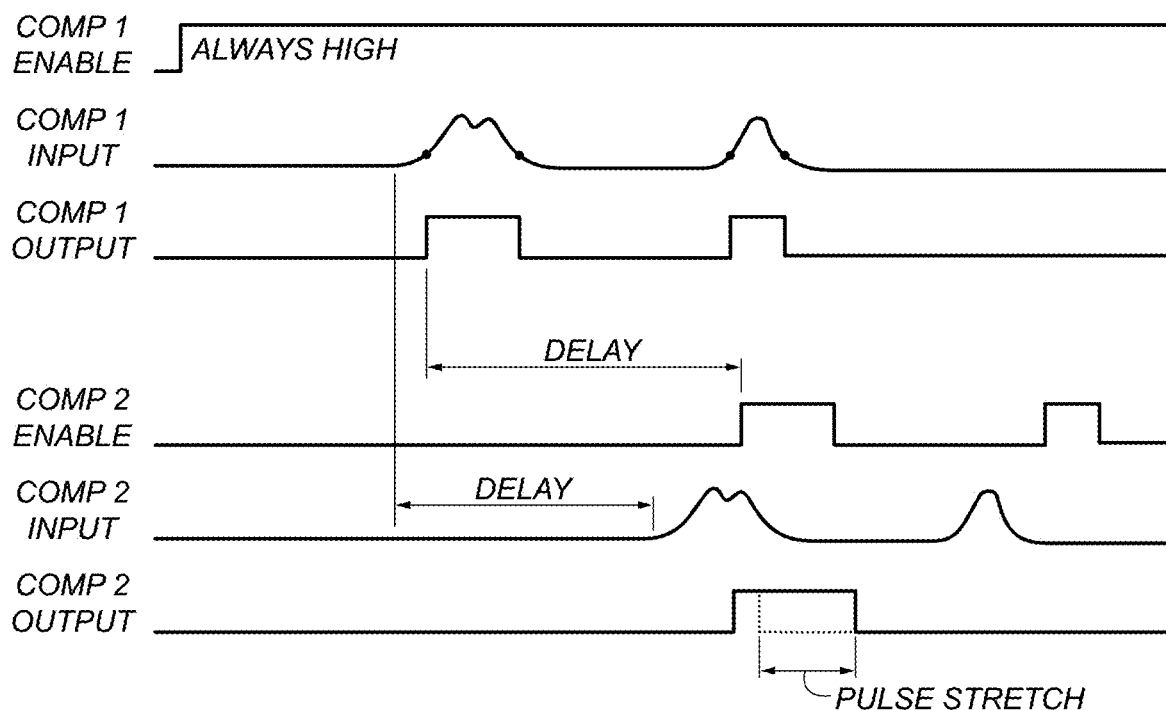 COMP 1
ENABLE
ALWAYS HIGH
COMP 1
INPUT
COMP 1
OUTPUT
DELAY
COMP 2
ENABLE
DELAY
COMP 2
INPUT
COMP 2
OUTPUT
PULSE STRETCH